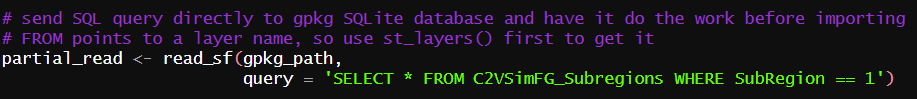 # send SQL query directly to gpkg SQLite database and have it do the work before importing
# FROM points to a layer name, so use st_layers() first to get it
partial_read <- read_sf(gpkg_path,
query = 'SELECT * FROM C2VSimFG_Subregions WHERE SubRegion == 1')